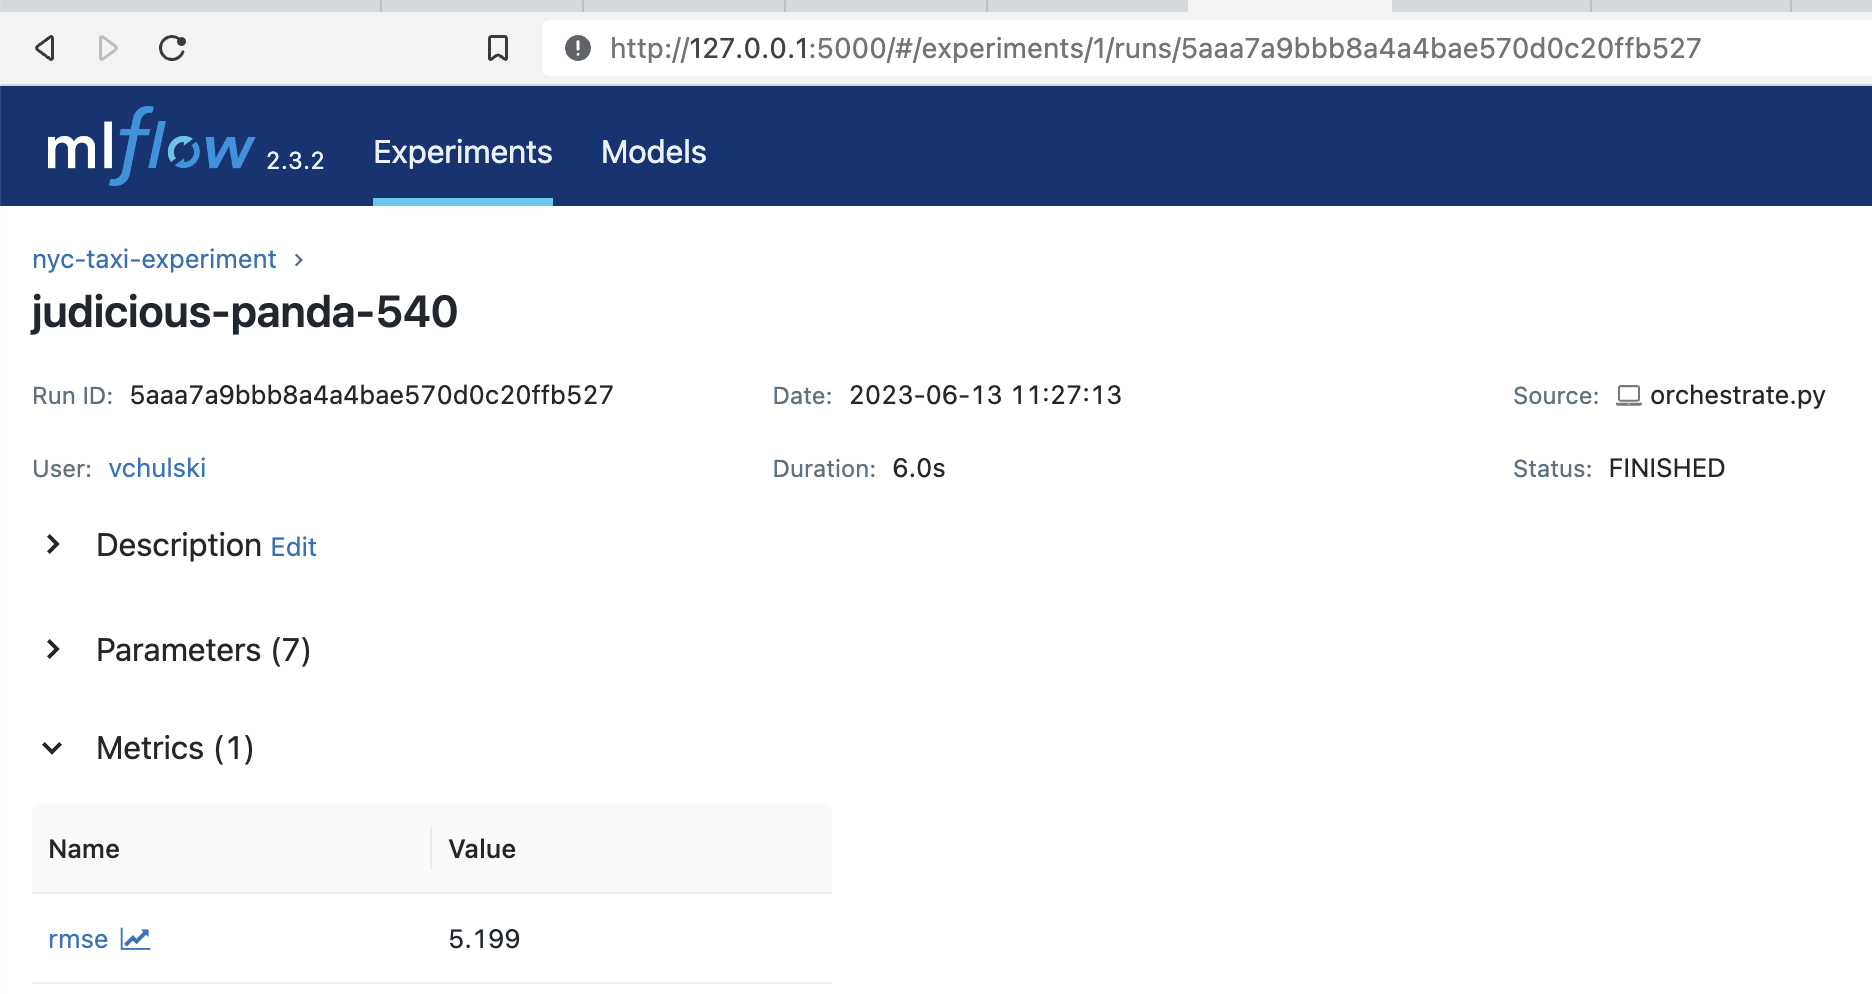 http://127.0.0.1:5000/#/experiments/1/runs/5aaa7a9bbb8a4a4bae570d0c20ffb527
mlflow 2.3.2 Experiments Models
nyc-taxi-experiment
judicious-panda-540
Run ID: 5aaa7a9bbb8a4a4bae570d0c20ffb527 Date: 2023-06-13 11:27:13 Source: orchestrate.py
User: vchulski Duration: 6.0s Status: FINISHED
Description Edit
Parameters (7)
Metrics (1)
Name Value
rmse 5.199